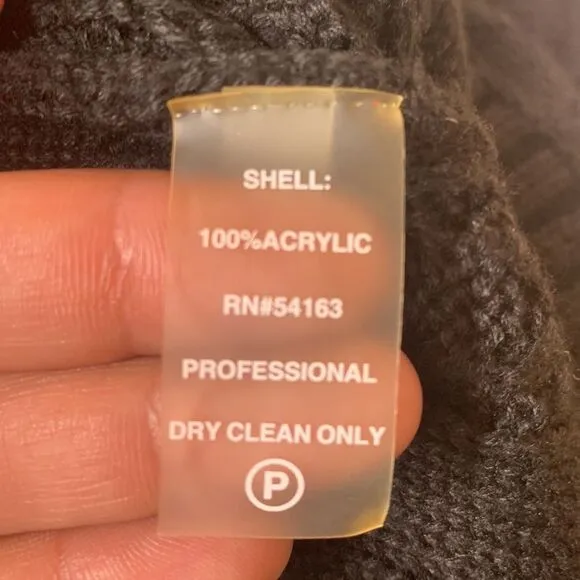 SHELL:
100%ACRYLIC
RN#54163
PROFESSIONAL
DRY CLEAN ONLY
P